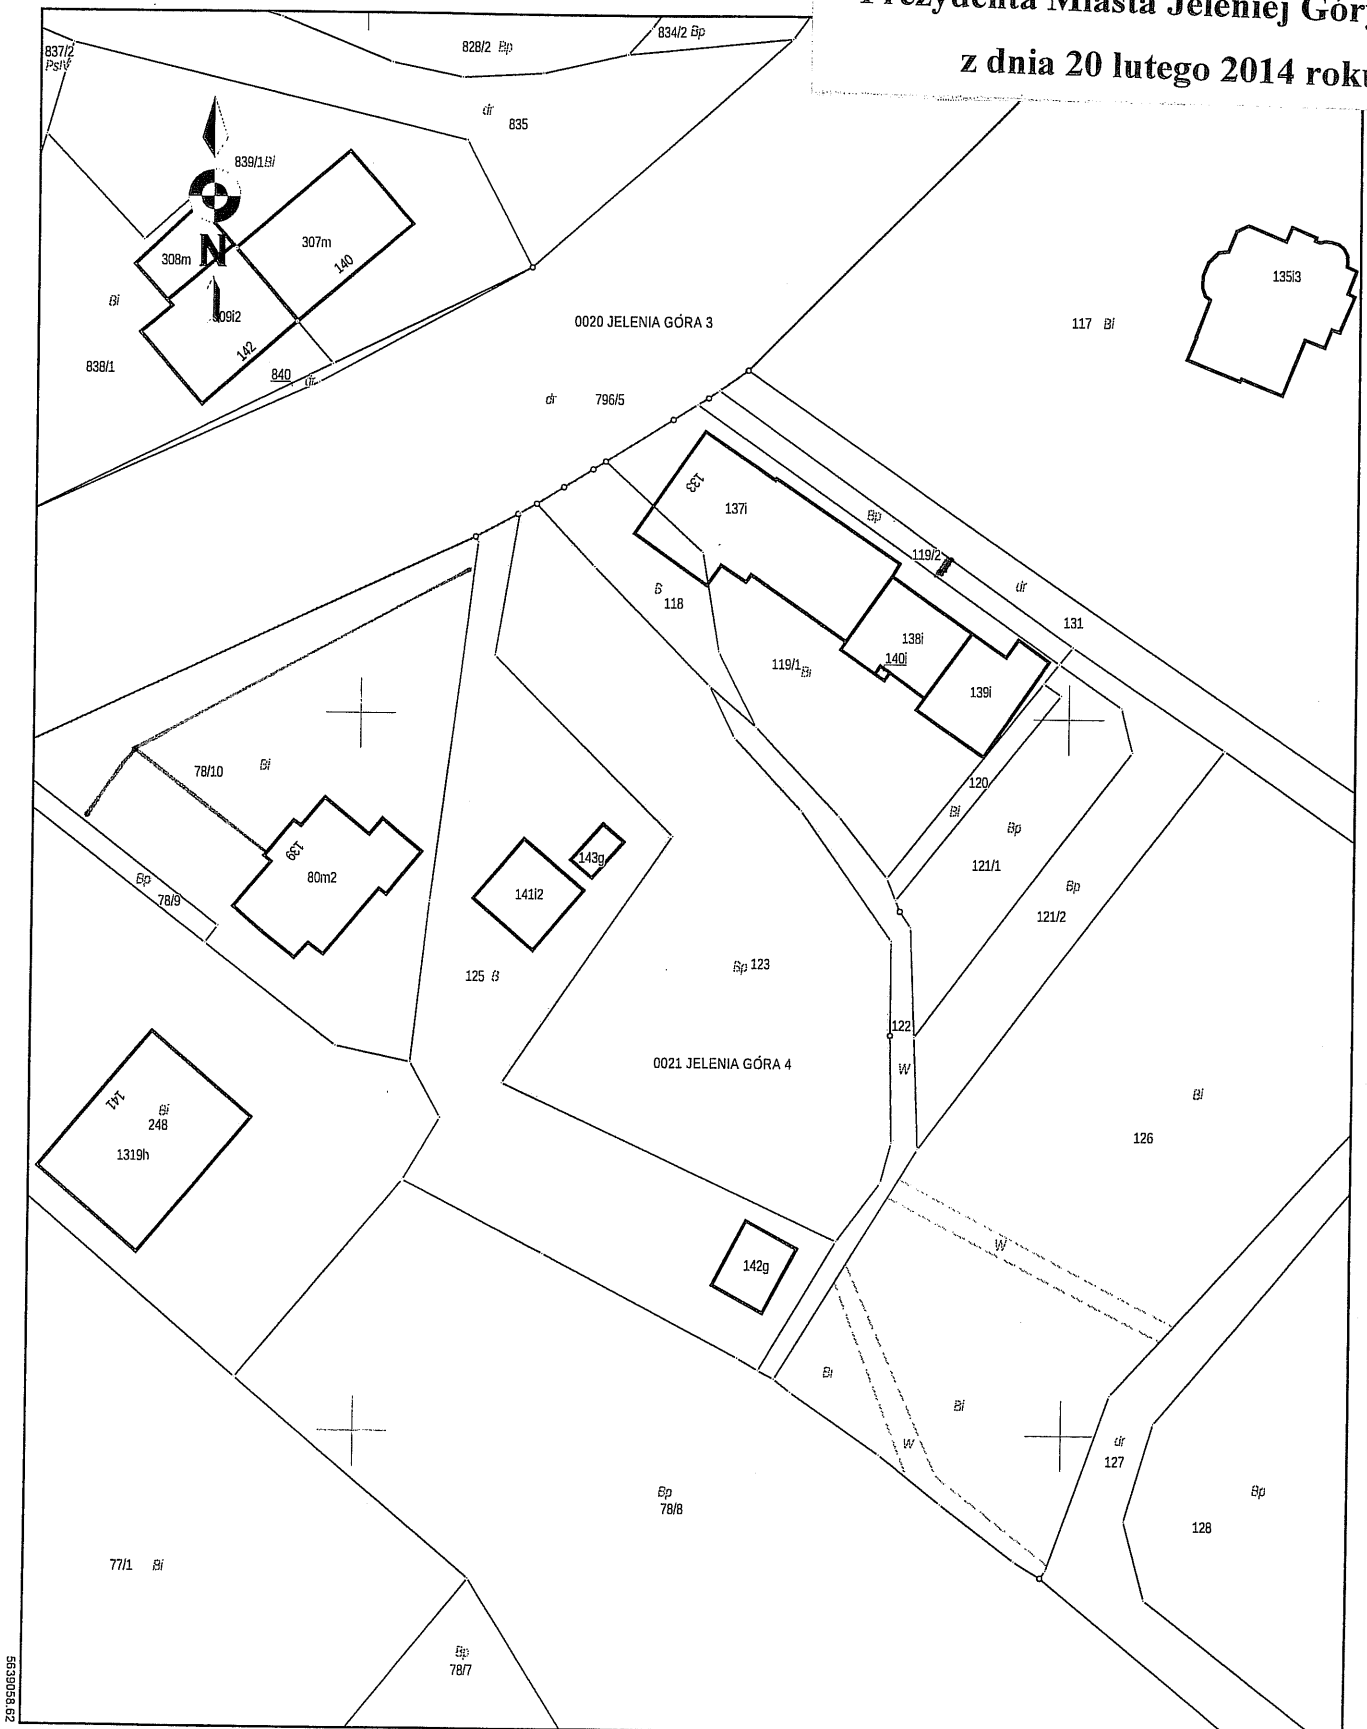 Prezydenta Miasta Jeleniej Góry
z dnia 20 lutego 2014 roku
837/2
PsIV
828/2 Bp
834/2 Bp
dr
835
839/1 Bi
307m
308m
N
140
135i3
Bi
309i2
0020 JELENIA GÓRA 3
117 Bi
142
838/1
840 dr
dr 796/5
133
137i
Bp
119/2
dr
B
118
131
138i
140i
119/1 Bi
139i
78/10 Bi
120
Bi
Bp
139
143g
121/1
80m2
Bp
Bp
141i2
78/9
121/2
125 B
Bp 123
122
0021 JELENIA GÓRA 4
W
141
Bi
248
Bi
1319h
126
W
142g
Bi
Bi
dr
W
127
Bp
78/8
Bp
128
77/1 Bi
Bp
78/7
5639058.62